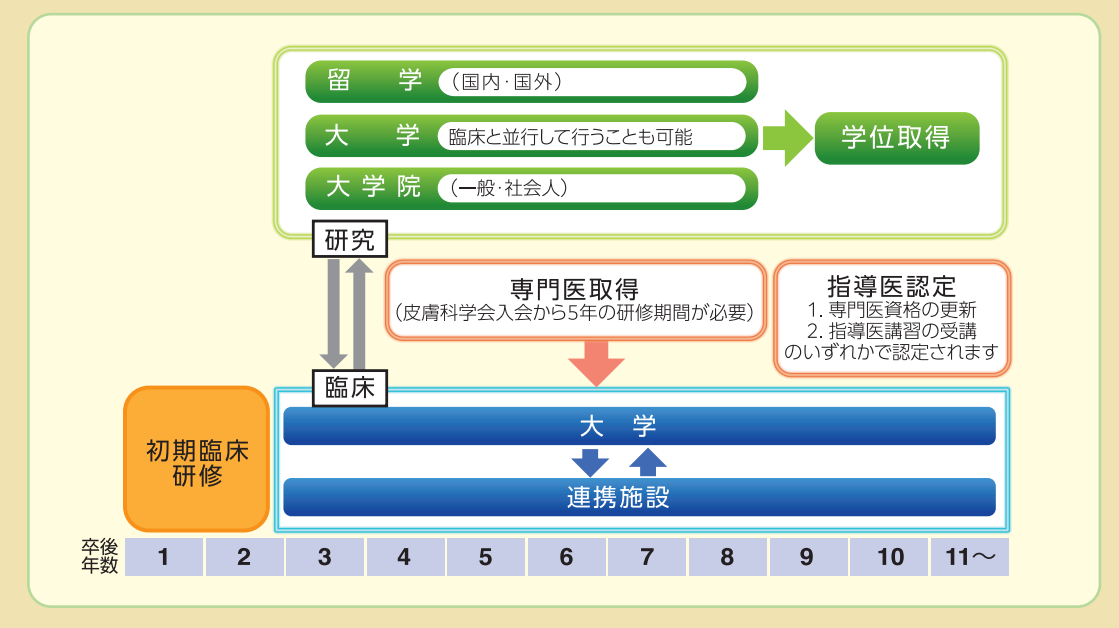 留 学 (国内・国外)
大 学 臨床と並行して行うことも可能
大学院 (一般・社会人)
学位取得
研究
専門医取得
(皮膚科学会入会から5年の研修期間が必要)
指導医認定
1. 専門医資格の更新
2. 指導医講習の受講
のいずれかで認定されます
臨床
初期臨床
研修
大 学
連携施設
卒後
年数
1 2 3 4 5 6 7 8 9 10 11〜